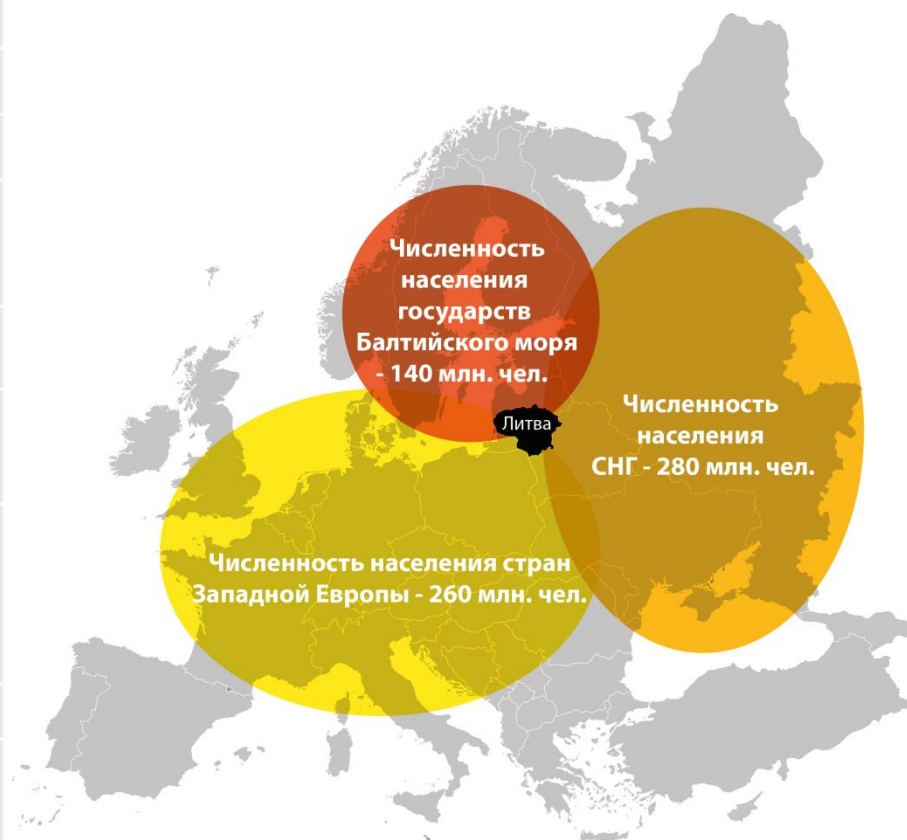 Численность
населения
государств
Балтийского моря
- 140 млн. чел.
Литва
Численность
населения
СНГ - 280 млн. чел.
Численность населения стран
Западной Европы - 260 млн. чел.